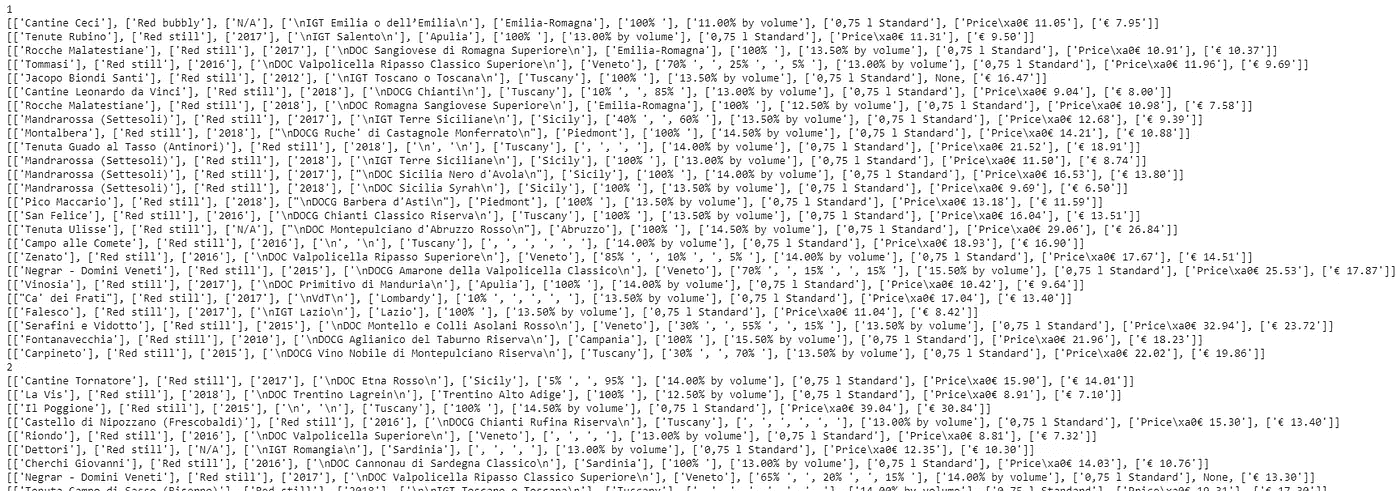 1
[['Cantine Ceci'], ['Red bubbly'], ['N/A'], ['\nIGT Emilia o dell’Emilia\n'], ['Emilia-Romagna'], ['100% '], ['11.00% by volume'], ['0,75 l Standard'], ['Price\xa0€ 11.05'], ['€ 7.95']]
[['Tenute Rubino'], ['Red still'], ['2017'], ['\nIGT Salento\n'], ['Apulia'], ['100% '], ['13.00% by volume'], ['0,75 l Standard'], ['Price\xa0€ 11.31'], ['€ 9.50']]
[['Rocche Malatestiane'], ['Red still'], ['2017'], ['\nDOC Sangiovese di Romagna Superiore\n'], ['Emilia-Romagna'], ['100% '], ['13.50% by volume'], ['0,75 l Standard'], ['Price\xa0€ 10.91'], ['€ 10.37']]
[['Tommasi'], ['Red still'], ['2016'], ['\nDOC Valpolicella Ripasso Classico Superiore\n'], ['Veneto'], ['70% ', ', 25% ', ', 5% '], ['13.00% by volume'], ['0,75 l Standard'], ['Price\xa0€ 11.96'], ['€ 9.69']]
[['Jacopo Biondi Santi'], ['Red still'], ['2012'], ['\nIGT Toscano o Toscana\n'], ['Tuscany'], ['100% '], ['13.50% by volume'], ['0,75 l Standard'], None, ['€ 16.47']]
[['Cantine Leonardo da Vinci'], ['Red still'], ['2018'], ['\nDOCG Chianti\n'], ['Tuscany'], ['10% ', ', 85% '], ['13.00% by volume'], ['0,75 l Standard'], ['Price\xa0€ 9.04'], ['€ 8.00']]
[['Rocche Malatestiane'], ['Red still'], ['2018'], ['\nDOC Romagna Sangiovese Superiore\n'], ['Emilia-Romagna'], ['100% '], ['12.50% by volume'], ['0,75 l Standard'], ['Price\xa0€ 10.98'], ['€ 7.58']]
[['Mandrarossa (Settesoli)'], ['Red still'], ['2017'], ['\nIGT Terre Siciliane\n'], ['Sicily'], ['40% ', ', 60% '], ['13.50% by volume'], ['0,75 l Standard'], ['Price\xa0€ 12.68'], ['€ 9.39']]
[['Montalbera'], ['Red still'], ['2018'], ["\nDOCG Ruche' di Castagnole Monferrato\n"], ['Piedmont'], ['100% '], ['14.50% by volume'], ['0,75 l Standard'], ['Price\xa0€ 14.21'], ['€ 10.88']]
[['Tenuta Guado al Tasso (Antinori)'], ['Red still'], ['2018'], ['\n', '\n'], ['Tuscany'], [', ', ', '], ['14.00% by volume'], ['0,75 l Standard'], ['Price\xa0€ 21.52'], ['€ 18.91']]
[['Mandrarossa (Settesoli)'], ['Red still'], ['2018'], ['\nIGT Terre Siciliane\n'], ['Sicily'], ['100% '], ['13.00% by volume'], ['0,75 l Standard'], ['Price\xa0€ 11.50'], ['€ 8.74']]
[['Mandrarossa (Settesoli)'], ['Red still'], ['2017'], ["\nDOC Sicilia Nero d'Avola\n"], ['Sicily'], ['100% '], ['14.00% by volume'], ['0,75 l Standard'], ['Price\xa0€ 16.53'], ['€ 13.80']]
[['Mandrarossa (Settesoli)'], ['Red still'], ['2018'], ['\nDOC Sicilia Syrah\n'], ['Sicily'], ['100% '], ['13.50% by volume'], ['0,75 l Standard'], ['Price\xa0€ 9.69'], ['€ 6.50']]
[['Pico Maccario'], ['Red still'], ['2018'], ["\nDOCG Barbera d'Asti\n"], ['Piedmont'], ['100% '], ['13.50% by volume'], ['0,75 l Standard'], ['Price\xa0€ 13.18'], ['€ 11.59']]
[['San Felice'], ['Red still'], ['2016'], ['\nDOCG Chianti Classico Riserva\n'], ['Tuscany'], ['100% '], ['13.50% by volume'], ['0,75 l Standard'], ['Price\xa0€ 16.04'], ['€ 13.51']]
[['Tenuta Ulisse'], ['Red still'], ['N/A'], ["\nDOC Montepulciano d'Abruzzo Rosso\n"], ['Abruzzo'], ['100% '], ['14.50% by volume'], ['0,75 l Standard'], ['Price\xa0€ 29.06'], ['€ 26.84']]
[['Campo alle Comete'], ['Red still'], ['2016'], ['\n', '\n'], ['Tuscany'], [', ', ', ', ', '], ['14.00% by volume'], ['0,75 l Standard'], ['Price\xa0€ 18.93'], ['€ 16.90']]
[['Zenato'], ['Red still'], ['2016'], ['\nDOC Valpolicella Ripasso Superiore\n'], ['Veneto'], ['85% ', ', 10% ', ', 5% '], ['14.00% by volume'], ['0,75 l Standard'], ['Price\xa0€ 17.67'], ['€ 14.51']]
[['Negrar - Domini Veneti'], ['Red still'], ['2015'], ['\nDOCG Amarone della Valpolicella Classico\n'], ['Veneto'], ['70% ', ', 15% ', ', 15% '], ['15.50% by volume'], ['0,75 l Standard'], ['Price\xa0€ 25.53'], ['€ 17.87']]
[['Vinosia'], ['Red still'], ['2017'], ['\nDOC Primitivo di Manduria\n'], ['Apulia'], ['100% '], ['14.00% by volume'], ['0,75 l Standard'], ['Price\xa0€ 10.42'], ['€ 9.64']]
[["Ca' dei Frati"], ['Red still'], ['2017'], ['\nVdT\n'], ['Lombardy'], ['10% ', ', ', ', ', '], ['13.50% by volume'], ['0,75 l Standard'], ['Price\xa0€ 17.04'], ['€ 13.40']]
[['Falesco'], ['Red still'], ['2017'], ['\nIGT Lazio\n'], ['Lazio'], ['100% '], ['13.50% by volume'], ['0,75 l Standard'], ['Price\xa0€ 11.04'], ['€ 8.42']]
[['Serafini e Vidotto'], ['Red still'], ['2015'], ['\nDOC Montello e Colli Asolani Rosso\n'], ['Veneto'], ['30% ', ', 55% ', ', 15% '], ['13.50% by volume'], ['0,75 l Standard'], ['Price\xa0€ 32.94'], ['€ 23.72']]
[['Fontanavecchia'], ['Red still'], ['2010'], ['\nDOCG Aglianico del Taburno Riserva\n'], ['Campania'], ['100% '], ['15.50% by volume'], ['0,75 l Standard'], ['Price\xa0€ 21.96'], ['€ 18.23']]
[['Carpineto'], ['Red still'], ['2015'], ['\nDOCG Vino Nobile di Montepulciano Riserva\n'], ['Tuscany'], ['30% ', ', 70% '], ['13.50% by volume'], ['0,75 l Standard'], ['Price\xa0€ 22.02'], ['€ 19.86']]
2
[['Cantine Tornatore'], ['Red still'], ['2017'], ['\nDOC Etna Rosso\n'], ['Sicily'], ['5% ', ', 95% '], ['14.00% by volume'], ['0,75 l Standard'], ['Price\xa0€ 15.90'], ['€ 14.01']]
[['La Vis'], ['Red still'], ['2018'], ['\nDOC Trentino Lagrein\n'], ['Trentino Alto Adige'], ['100% '], ['12.50% by volume'], ['0,75 l Standard'], ['Price\xa0€ 8.91'], ['€ 7.10']]
[['Il Poggione'], ['Red still'], ['2015'], ['\n', '\n'], ['Tuscany'], ['100% '], ['14.50% by volume'], ['0,75 l Standard'], ['Price\xa0€ 39.04'], ['€ 30.84']]
[['Castello di Nipozzano (Frescobaldi)'], ['Red still'], ['2016'], ['\nDOCG Chianti Rufina Riserva\n'], ['Tuscany'], [', ', ', ', ', '], ['13.00% by volume'], ['0,75 l Standard'], ['Price\xa0€ 15.30'], ['€ 13.40']]
[['Riondo'], ['Red still'], ['2016'], ['\nDOC Valpolicella Superiore\n'], ['Veneto'], [', ', ', '], ['13.00% by volume'], ['0,75 l Standard'], ['Price\xa0€ 8.81'], ['€ 7.32']]
[['Dettori'], ['Red still'], ['N/A'], ['\nIGT Romangia\n'], ['Sardinia'], [', ', ', '], ['13.00% by volume'], ['0,75 l Standard'], ['Price\xa0€ 12.35'], ['€ 10.30']]
[['Cherchi Giovanni'], ['Red still'], ['2016'], ['\nDOC Cannonau di Sardegna Classico\n'], ['Sardinia'], ['100% '], ['13.00% by volume'], ['0,75 l Standard'], ['Price\xa0€ 14.03'], ['€ 10.76']]
[['Negrar - Domini Veneti'], ['Red still'], ['2017'], ['\nDOC Valpolicella Ripasso Classico Superiore\n'], ['Veneto'], ['65% ', ', 20% ', ', 15% '], ['14.00% by volume'], ['0,75 l Standard'], None, ['€ 13.30']]